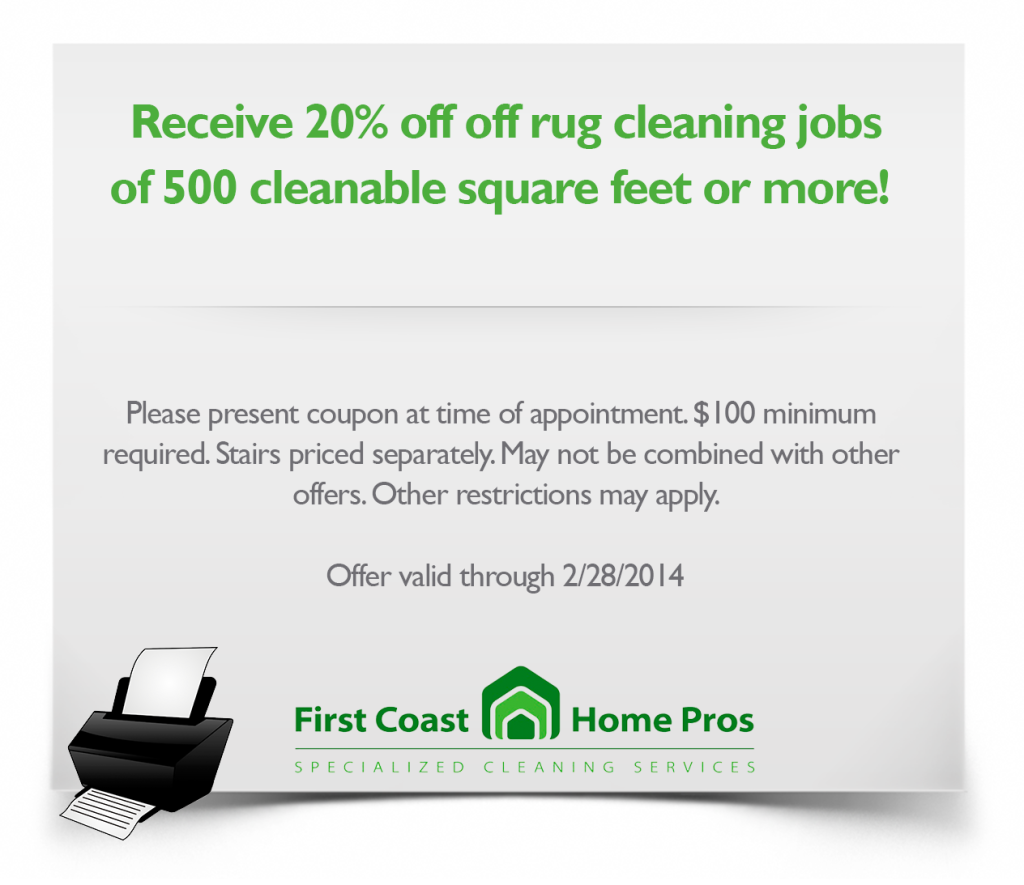 Receive 20% off off rug cleaning jobs
of 500 cleanable square feet or more!
Please present coupon at time of appointment. $100 minimum
required. Stairs priced separately. May not be combined with other
offers. Other restrictions may apply.
Offer valid through 2/28/2014
First Coast Home Pros
SPECIALIZED CLEANING SERVICES